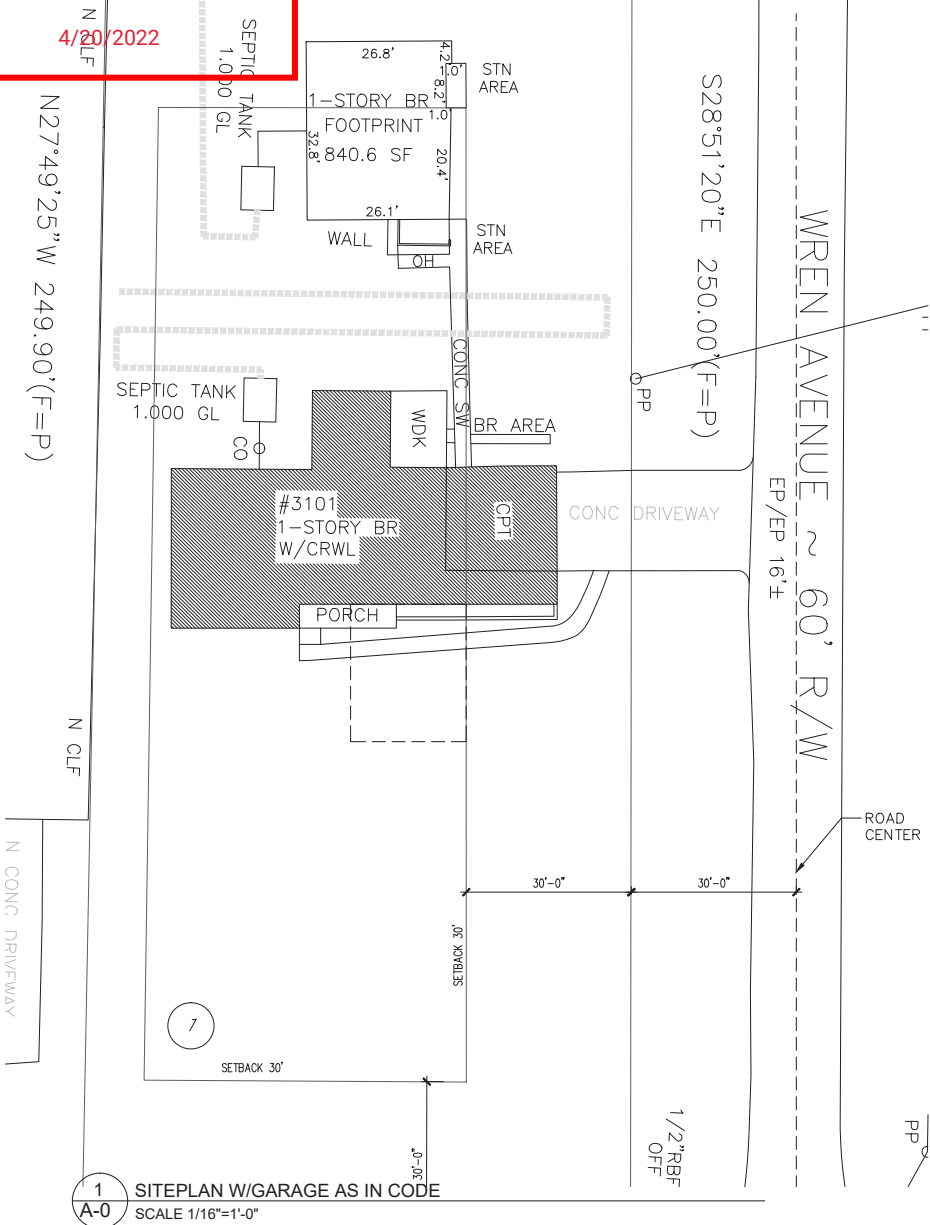 4/20/2022
N CLF
SEPTIC TANK
1.000 GL
26.8'
4.2'
1.0'
8.2'
STN
AREA
1-STORY BR
1.0'
FOOTPRINT
840.6 SF
32.8'
20.4'
26.1'
WALL
OH
STN
AREA
N27°49'25"W 249.90'(F=P)
S28°51'20"E 250.00'(F=P)
WREN AVENUE ~ 60' R/W
EP/EP 16'±
PP
SEPTIC TANK
1.000 GL
CO
WDK
CONC SW
BR AREA
#3101
1-STORY BR
W/CRWL
CPT
CONC DRIVEWAY
PORCH
N CLF
N CONC DRIVEWAY
ROAD
CENTER
30'-0"
30'-0"
SETBACK 30'
7
SETBACK 30'
30'-0"
1/2"RBF
OFF
PP
1
A-0
SITEPLAN W/GARAGE AS IN CODE
SCALE 1/16"=1'-0"